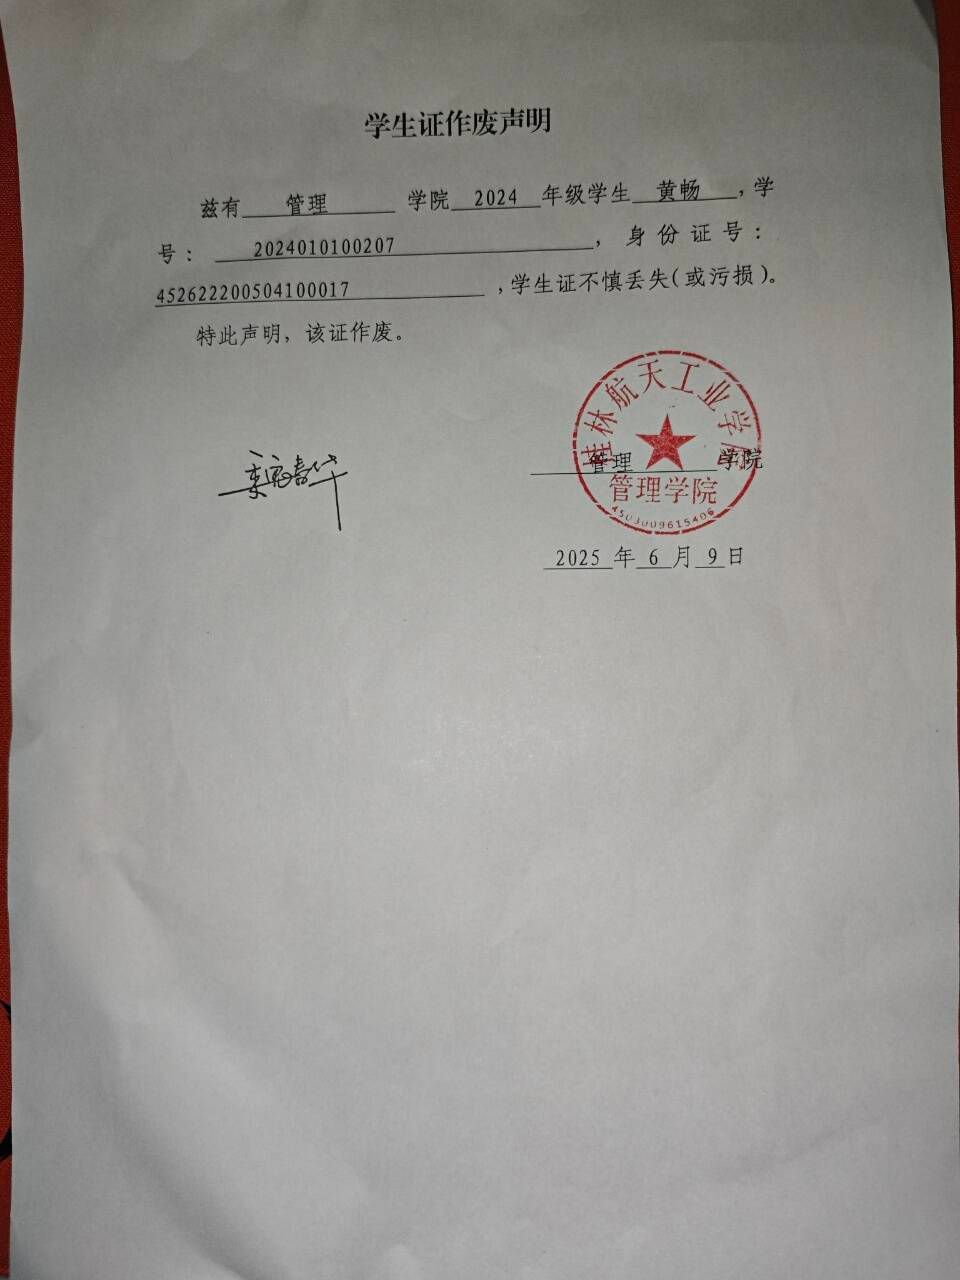 学生证作废声明
兹有 管理 学院 2024 年级学生 黄畅 ,学
号: 2024010100207 , 身份证号:
452622200504100017 ,学生证不慎丢失(或污损)。
特此声明, 该证作废。
桂林航天工业学院
管理 学院
管理学院
4503009615406
2025 年 6 月 9 日